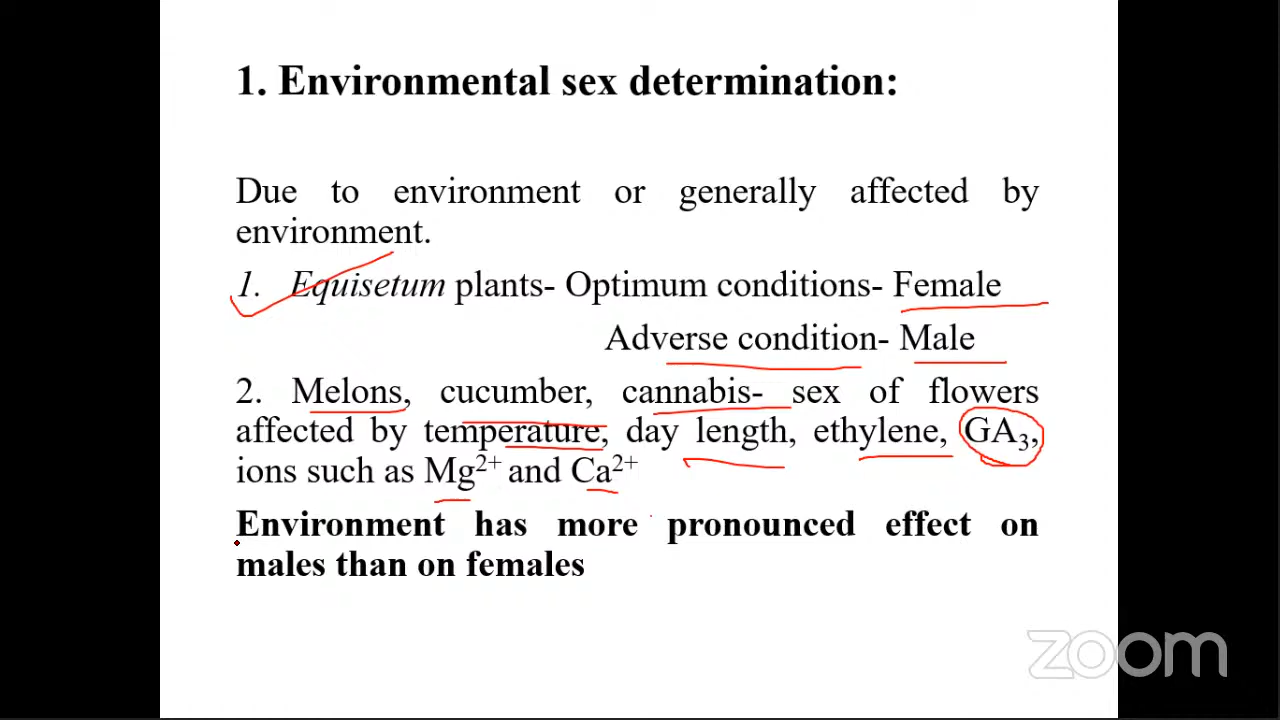 1. Environmental sex determination:
Due to environment or generally affected by
environment.
1. Equisetum plants- Optimum conditions- Female
Adverse condition- Male
2. Melons, cucumber, cannabis- sex of flowers
affected by temperature, day length, ethylene, GA₃,
ions such as Mg²⁺ and Ca²⁺
Environment has more pronounced effect on
males than on females
zoom